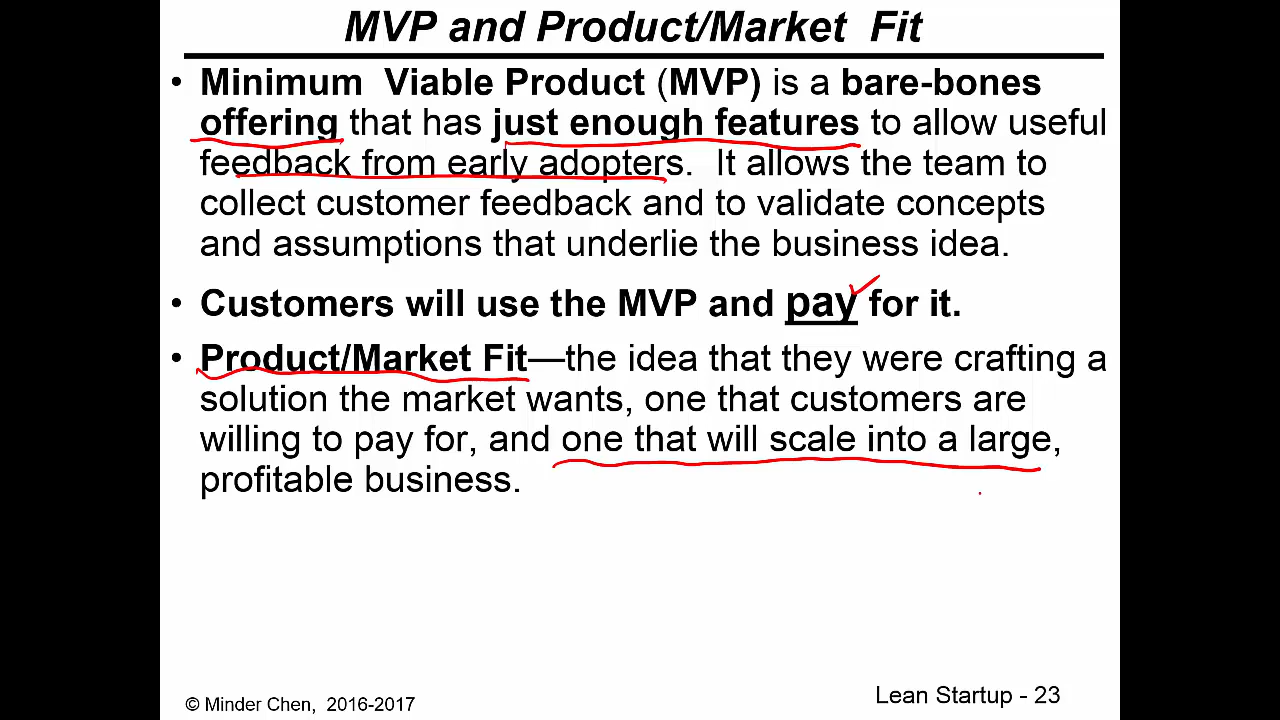 MVP and Product/Market Fit
• Minimum Viable Product (MVP) is a bare-bones
offering that has just enough features to allow useful
feedback from early adopters. It allows the team to
collect customer feedback and to validate concepts
and assumptions that underlie the business idea.
• Customers will use the MVP and pay for it.
• Product/Market Fit—the idea that they were crafting a
solution the market wants, one that customers are
willing to pay for, and one that will scale into a large,
profitable business.
© Minder Chen, 2016-2017
Lean Startup - 23